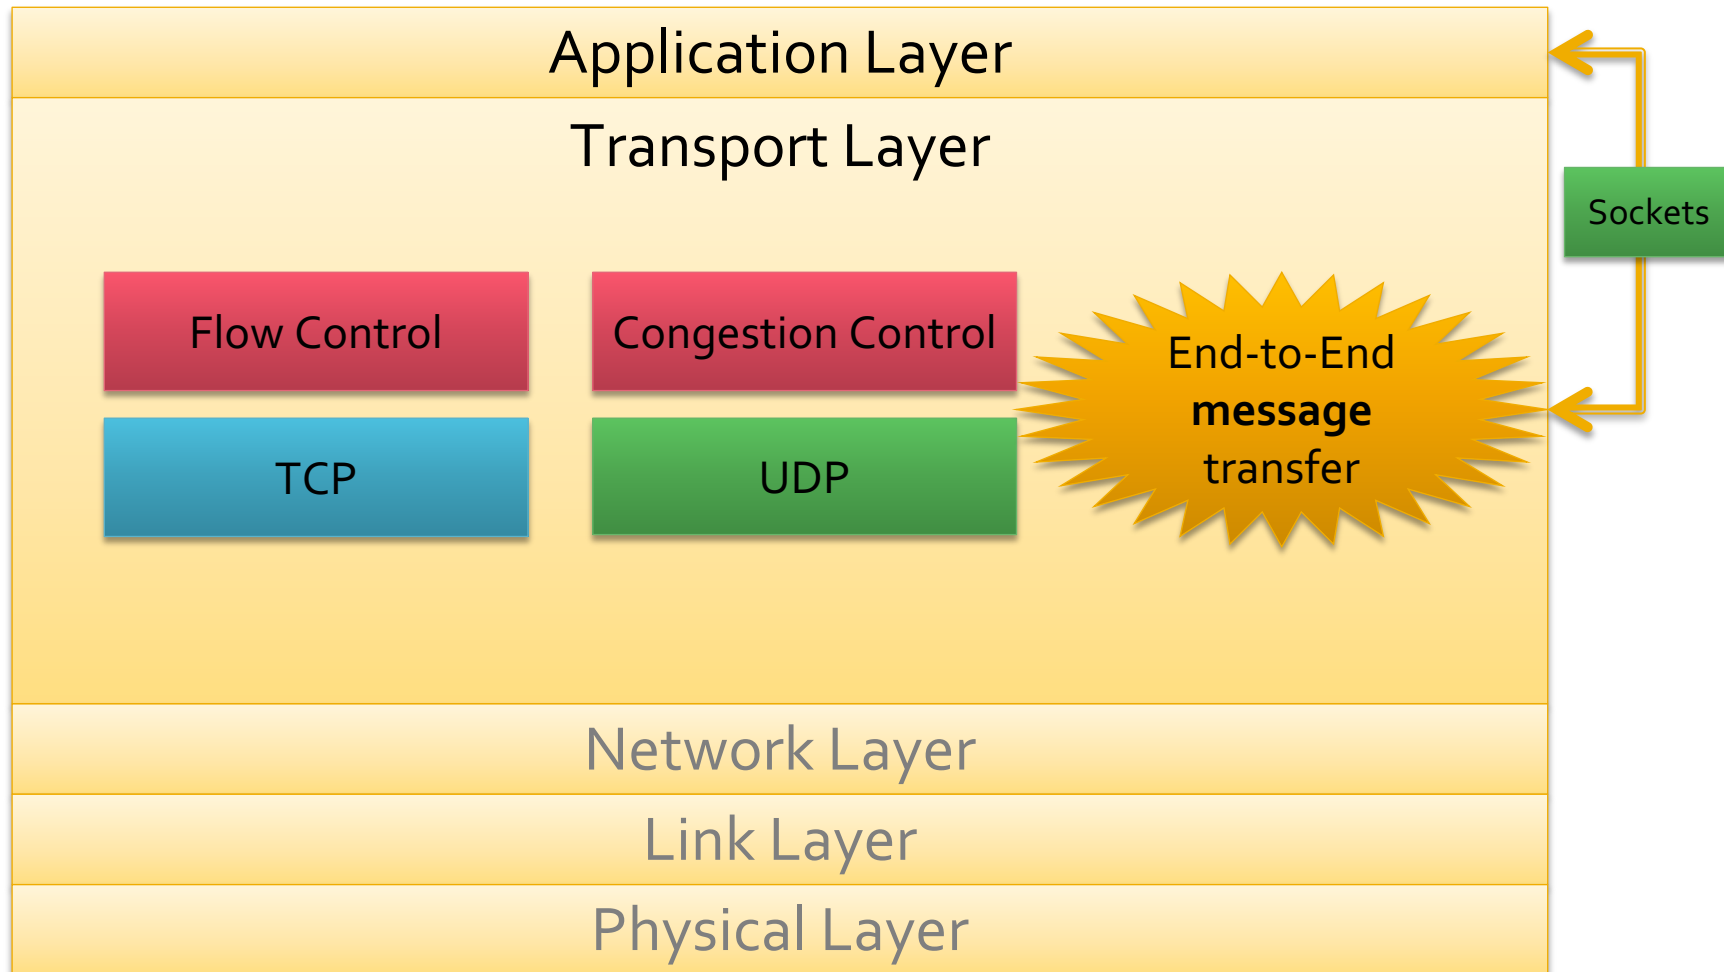 Application Layer
Transport Layer
Sockets
Flow Control
Congestion Control
End-to-End
message
transfer
TCP
UDP
Network Layer
Link Layer
Physical Layer